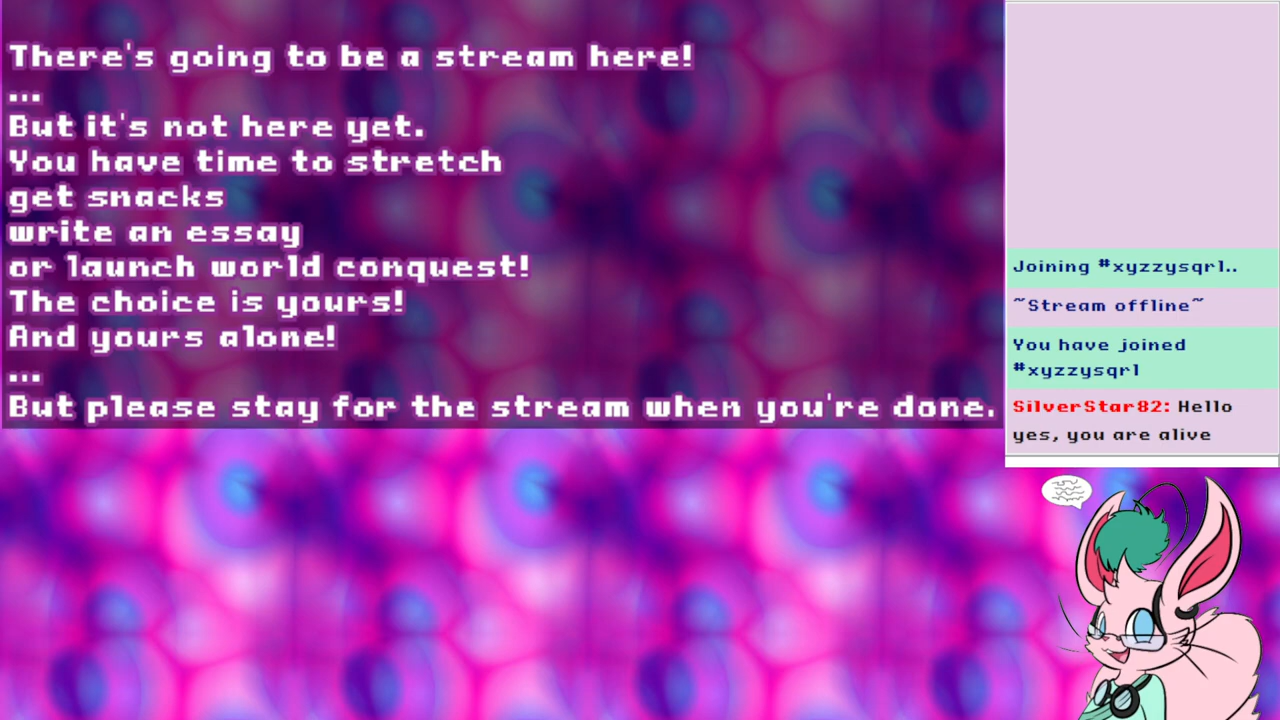 There's going to be a stream here!
...
But it's not here yet.
You have time to stretch
get snacks
write an essay
or launch world conquest!
The choice is yours!
And yours alone!
...
But please stay for the stream when you're done.
Joining #xyzzysqrl..
~Stream offline~
You have joined
#xyzzysqrl
SilverStar82: Hello
yes, you are alive